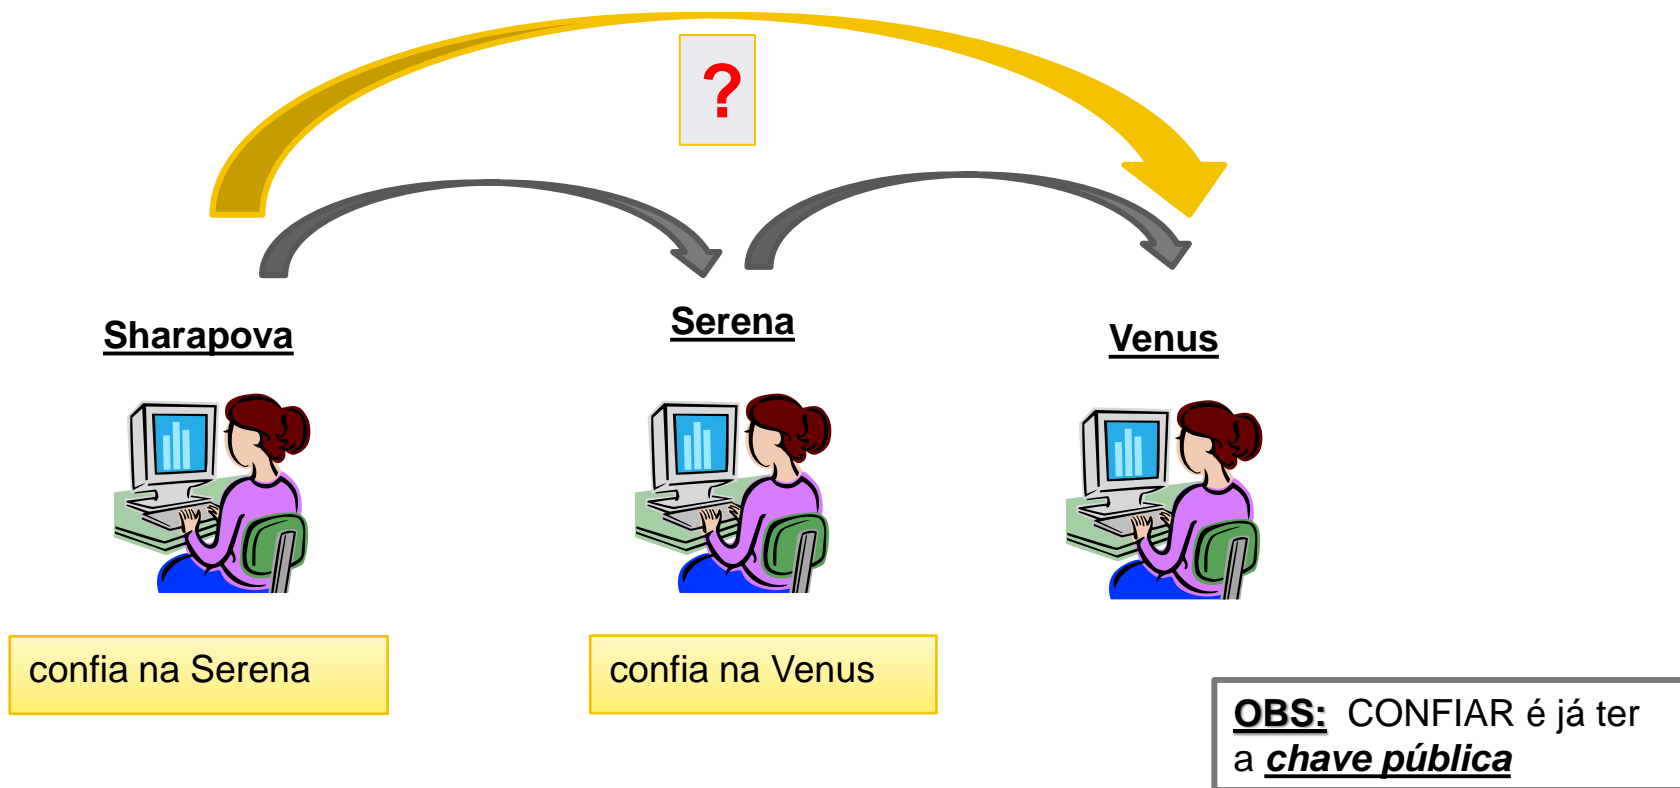 ?
Sharapova
Serena
Venus
confia na Serena
confia na Venus
OBS: CONFIAR é já ter
a chave pública